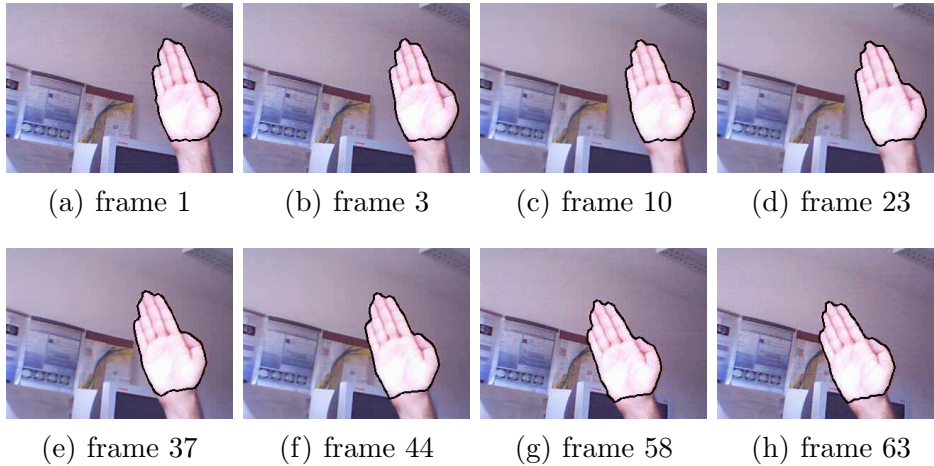 (a) frame 1
(b) frame 3
(c) frame 10
(d) frame 23
(e) frame 37
(f) frame 44
(g) frame 58
(h) frame 63